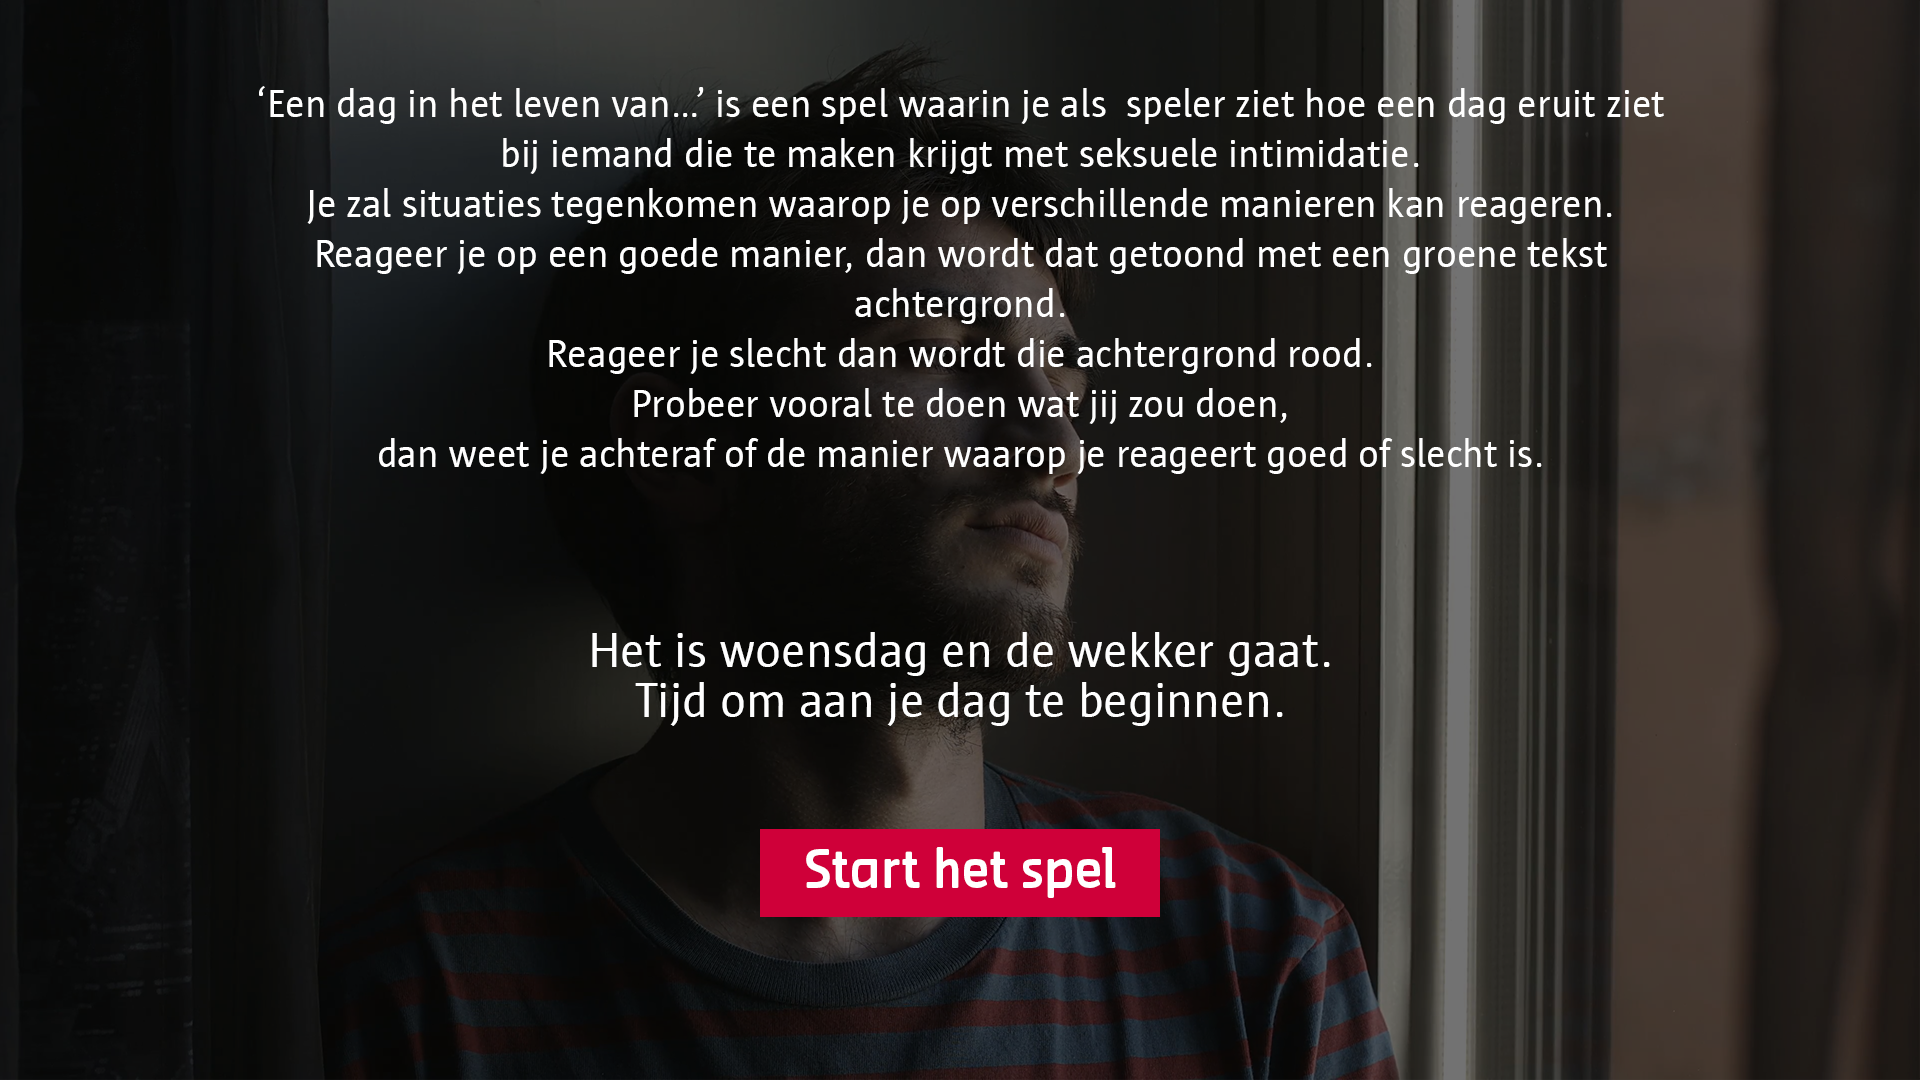 ‘Een dag in het leven van...’ is een spel waarin je als  speler ziet hoe een dag eruit ziet
bij iemand die te maken krijgt met seksuele intimidatie.
Je zal situaties tegenkomen waarop je op verschillende manieren kan reageren.
Reageer je op een goede manier, dan wordt dat getoond met een groene tekst
achtergrond.
Reageer je slecht dan wordt die achtergrond rood.
Probeer vooral te doen wat jij zou doen,
dan weet je achteraf of de manier waarop je reageert goed of slecht is.
Het is woensdag en de wekker gaat.
Tijd om aan je dag te beginnen.
Start het spel